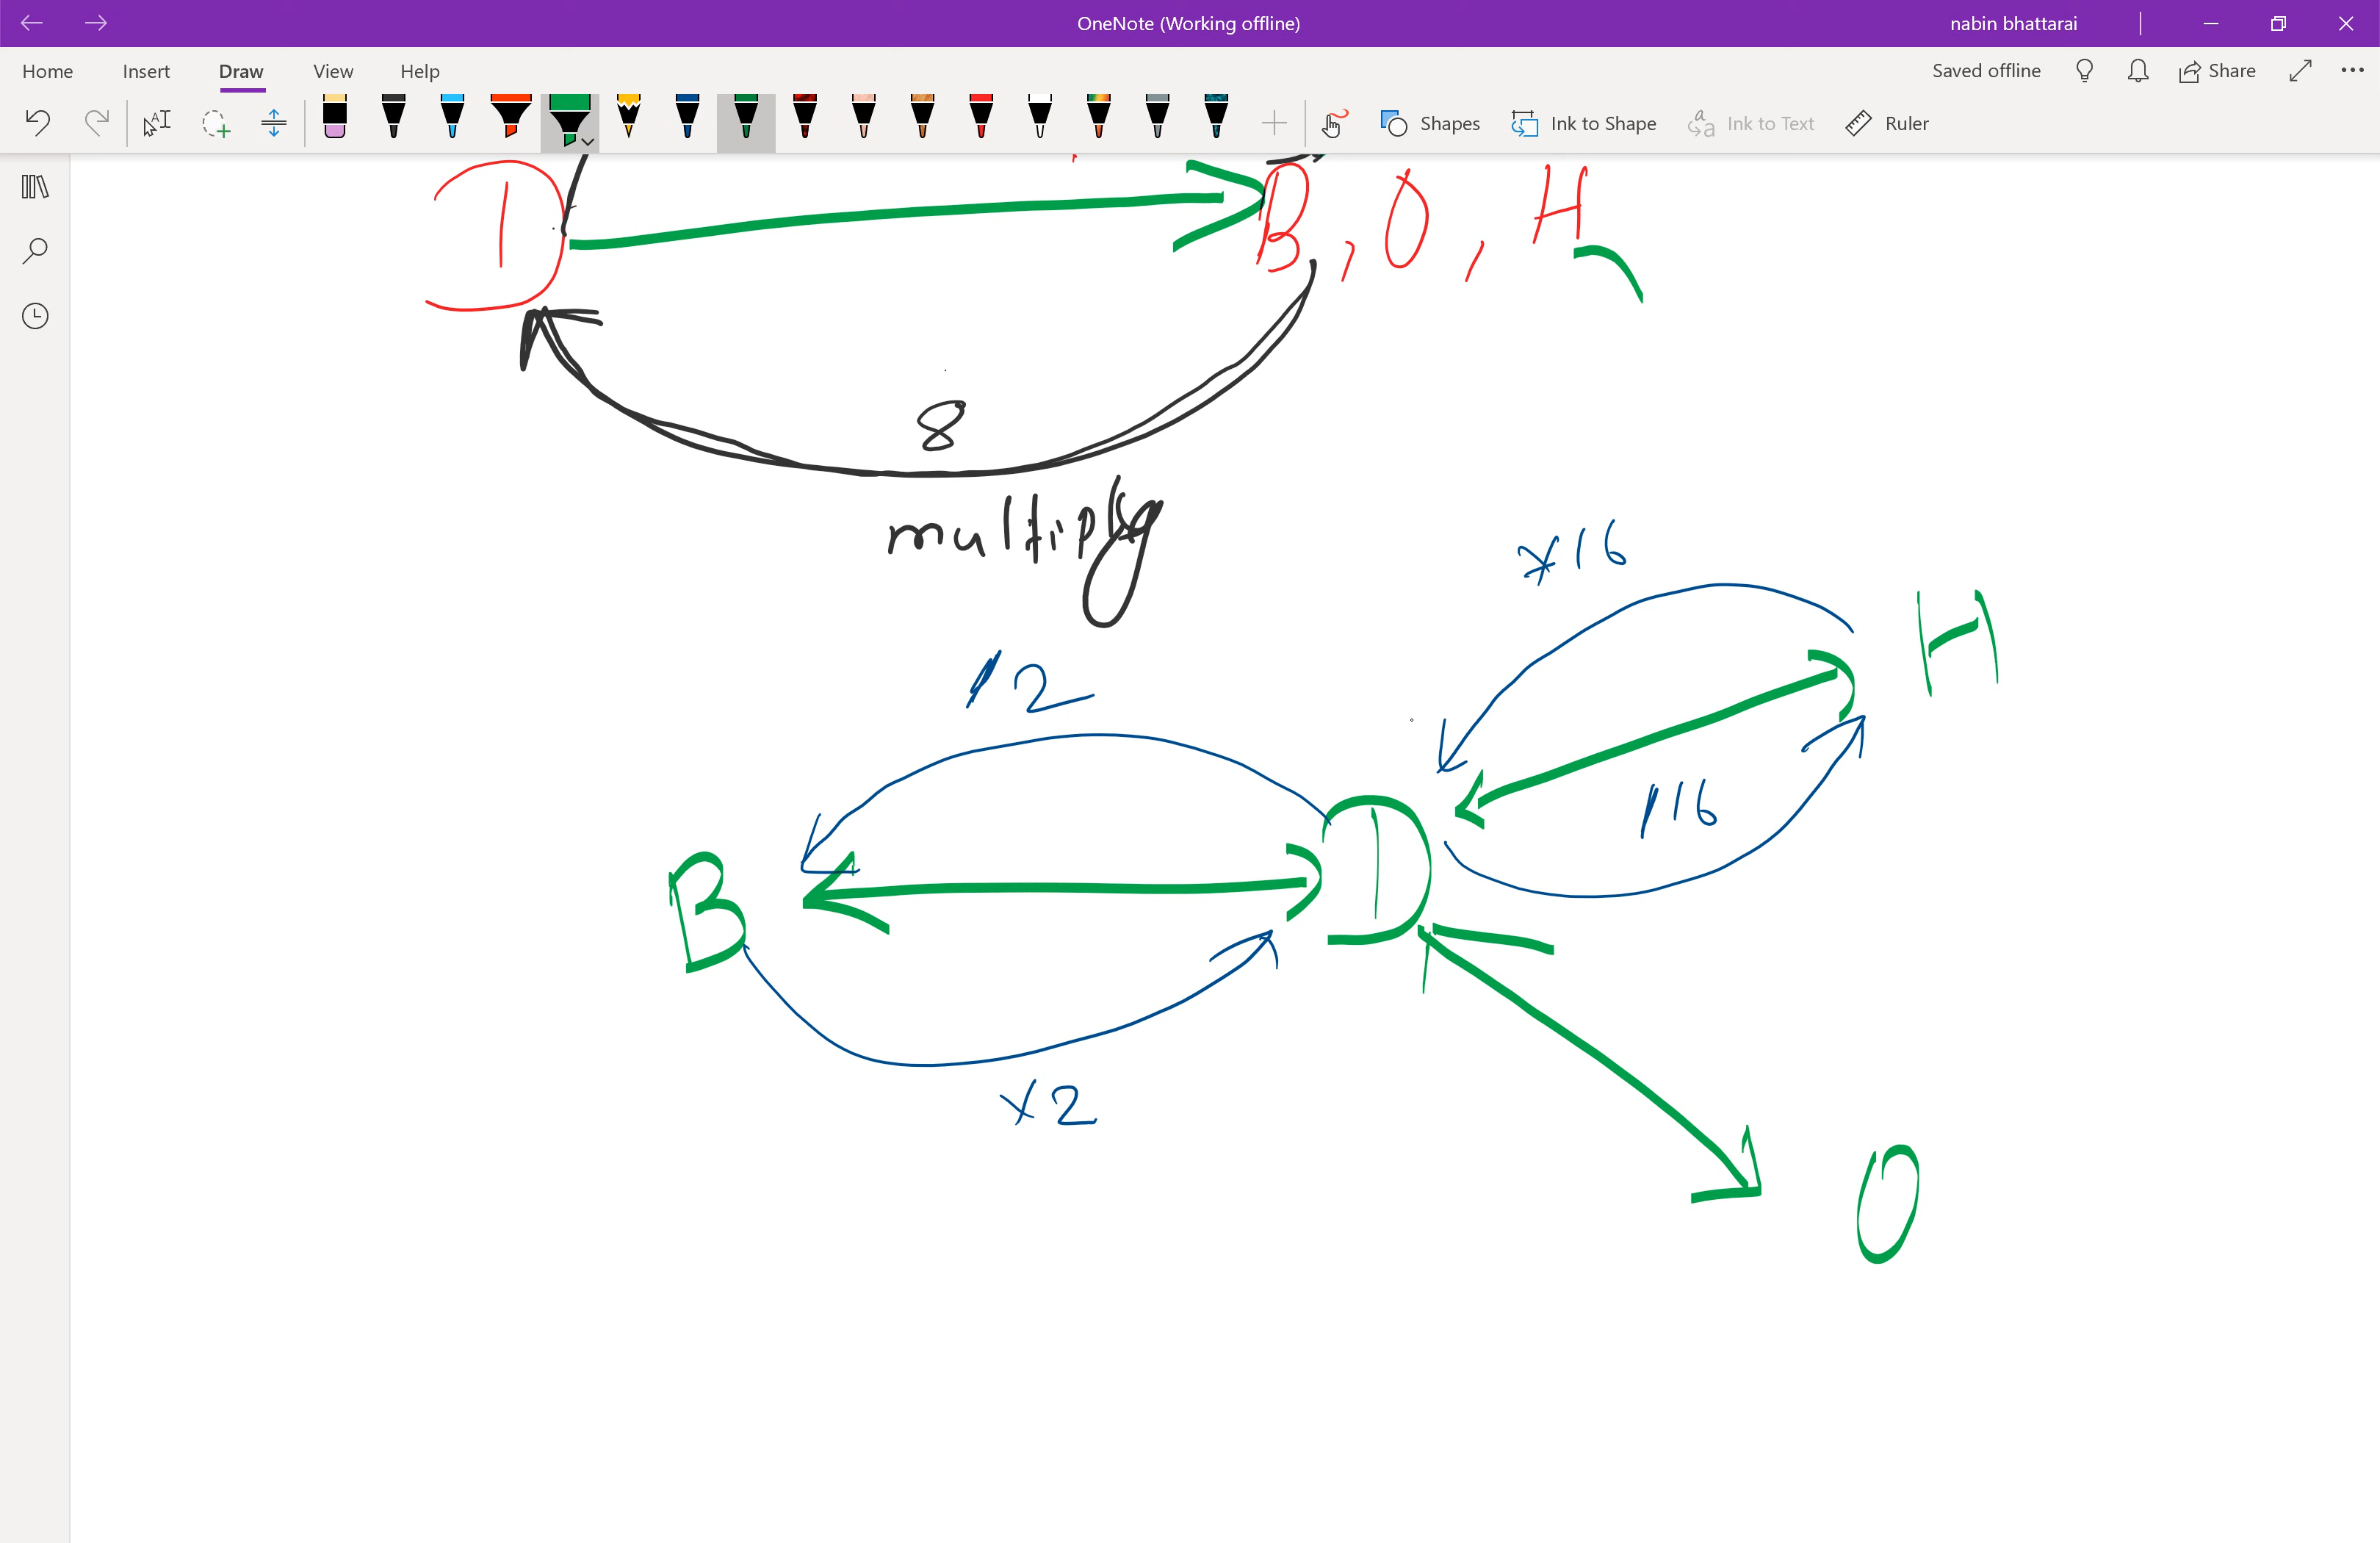 OneNote (Working offline) nabin bhattarai
Home Insert Draw View Help Saved offline Share
Shapes Ink to Shape Ink to Text Ruler
D B, O, H
8
multiply
*16
H
/2
/16
B D
x2
O